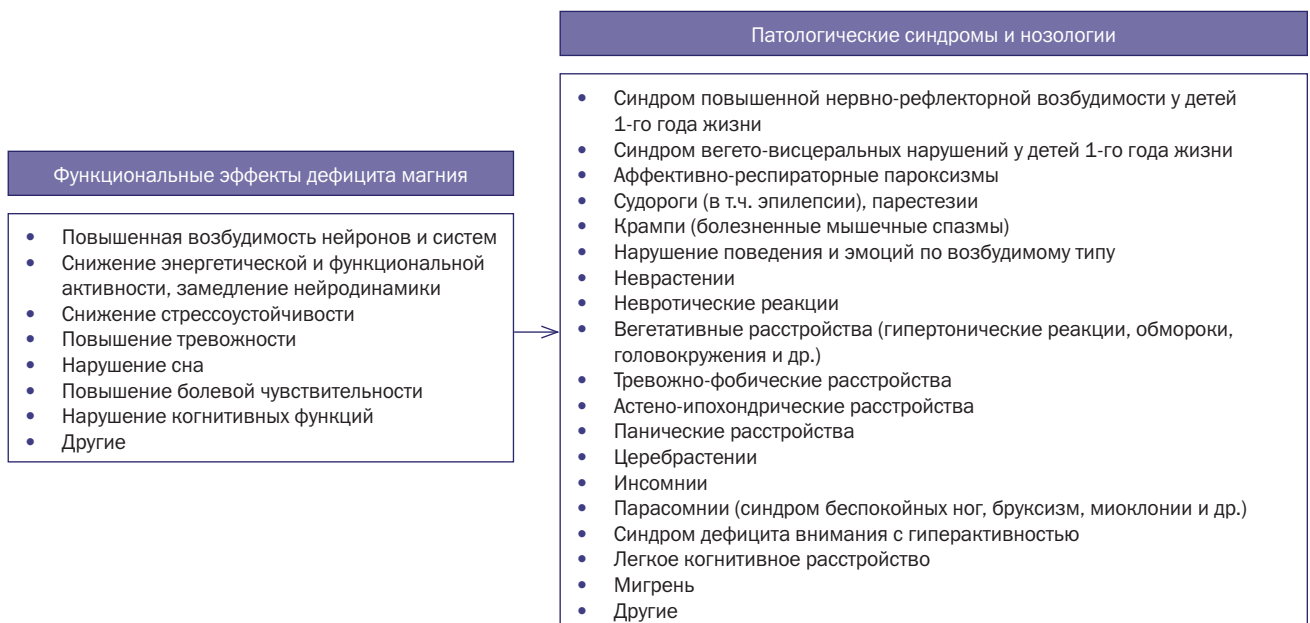 Патологические синдромы и нозологии
• Синдром повышенной нервно-рефлекторной возбудимости у детей
1-го года жизни
• Синдром вегето-висцеральных нарушений у детей 1-го года жизни
• Аффективно-респираторные пароксизмы
• Судороги (в т.ч. эпилепсии), парестезии
• Крампи (болезненные мышечные спазмы)
• Нарушение поведения и эмоций по возбудимому типу
• Неврастении
• Невротические реакции
• Вегетативные расстройства (гипертонические реакции, обмороки,
головокружения и др.)
• Тревожно-фобические расстройства
• Астено-ипохондрические расстройства
• Панические расстройства
• Церебрастении
• Инсомнии
• Парасомнии (синдром беспокойных ног, бруксизм, миоклонии и др.)
• Синдром дефицита внимания с гиперактивностью
• Легкое когнитивное расстройство
• Мигрень
• Другие
Функциональные эффекты дефицита магния
• Повышенная возбудимость нейронов и систем
• Снижение энергетической и функциональной
активности, замедление нейродинамики
• Снижение стрессоустойчивости
• Повышение тревожности
• Нарушение сна
• Повышение болевой чувствительности
• Нарушение когнитивных функций
• Другие